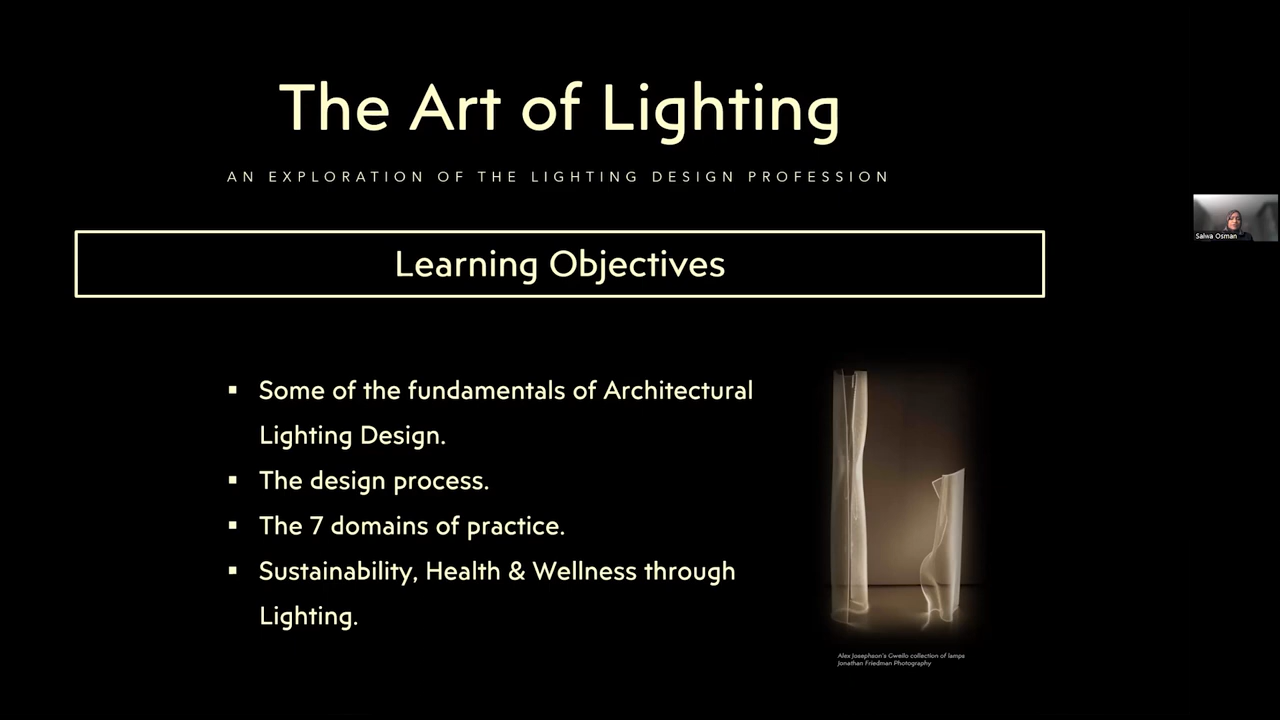 The Art of Lighting
AN EXPLORATION OF THE LIGHTING DESIGN PROFESSION
Learning Objectives
▪ Some of the fundamentals of Architectural
Lighting Design.
▪ The design process.
▪ The 7 domains of practice.
▪ Sustainability, Health & Wellness through
Lighting.
Alex Josephson's Gweilo collection of lamps
Jonathan Friedman Photography
Salwa Osman